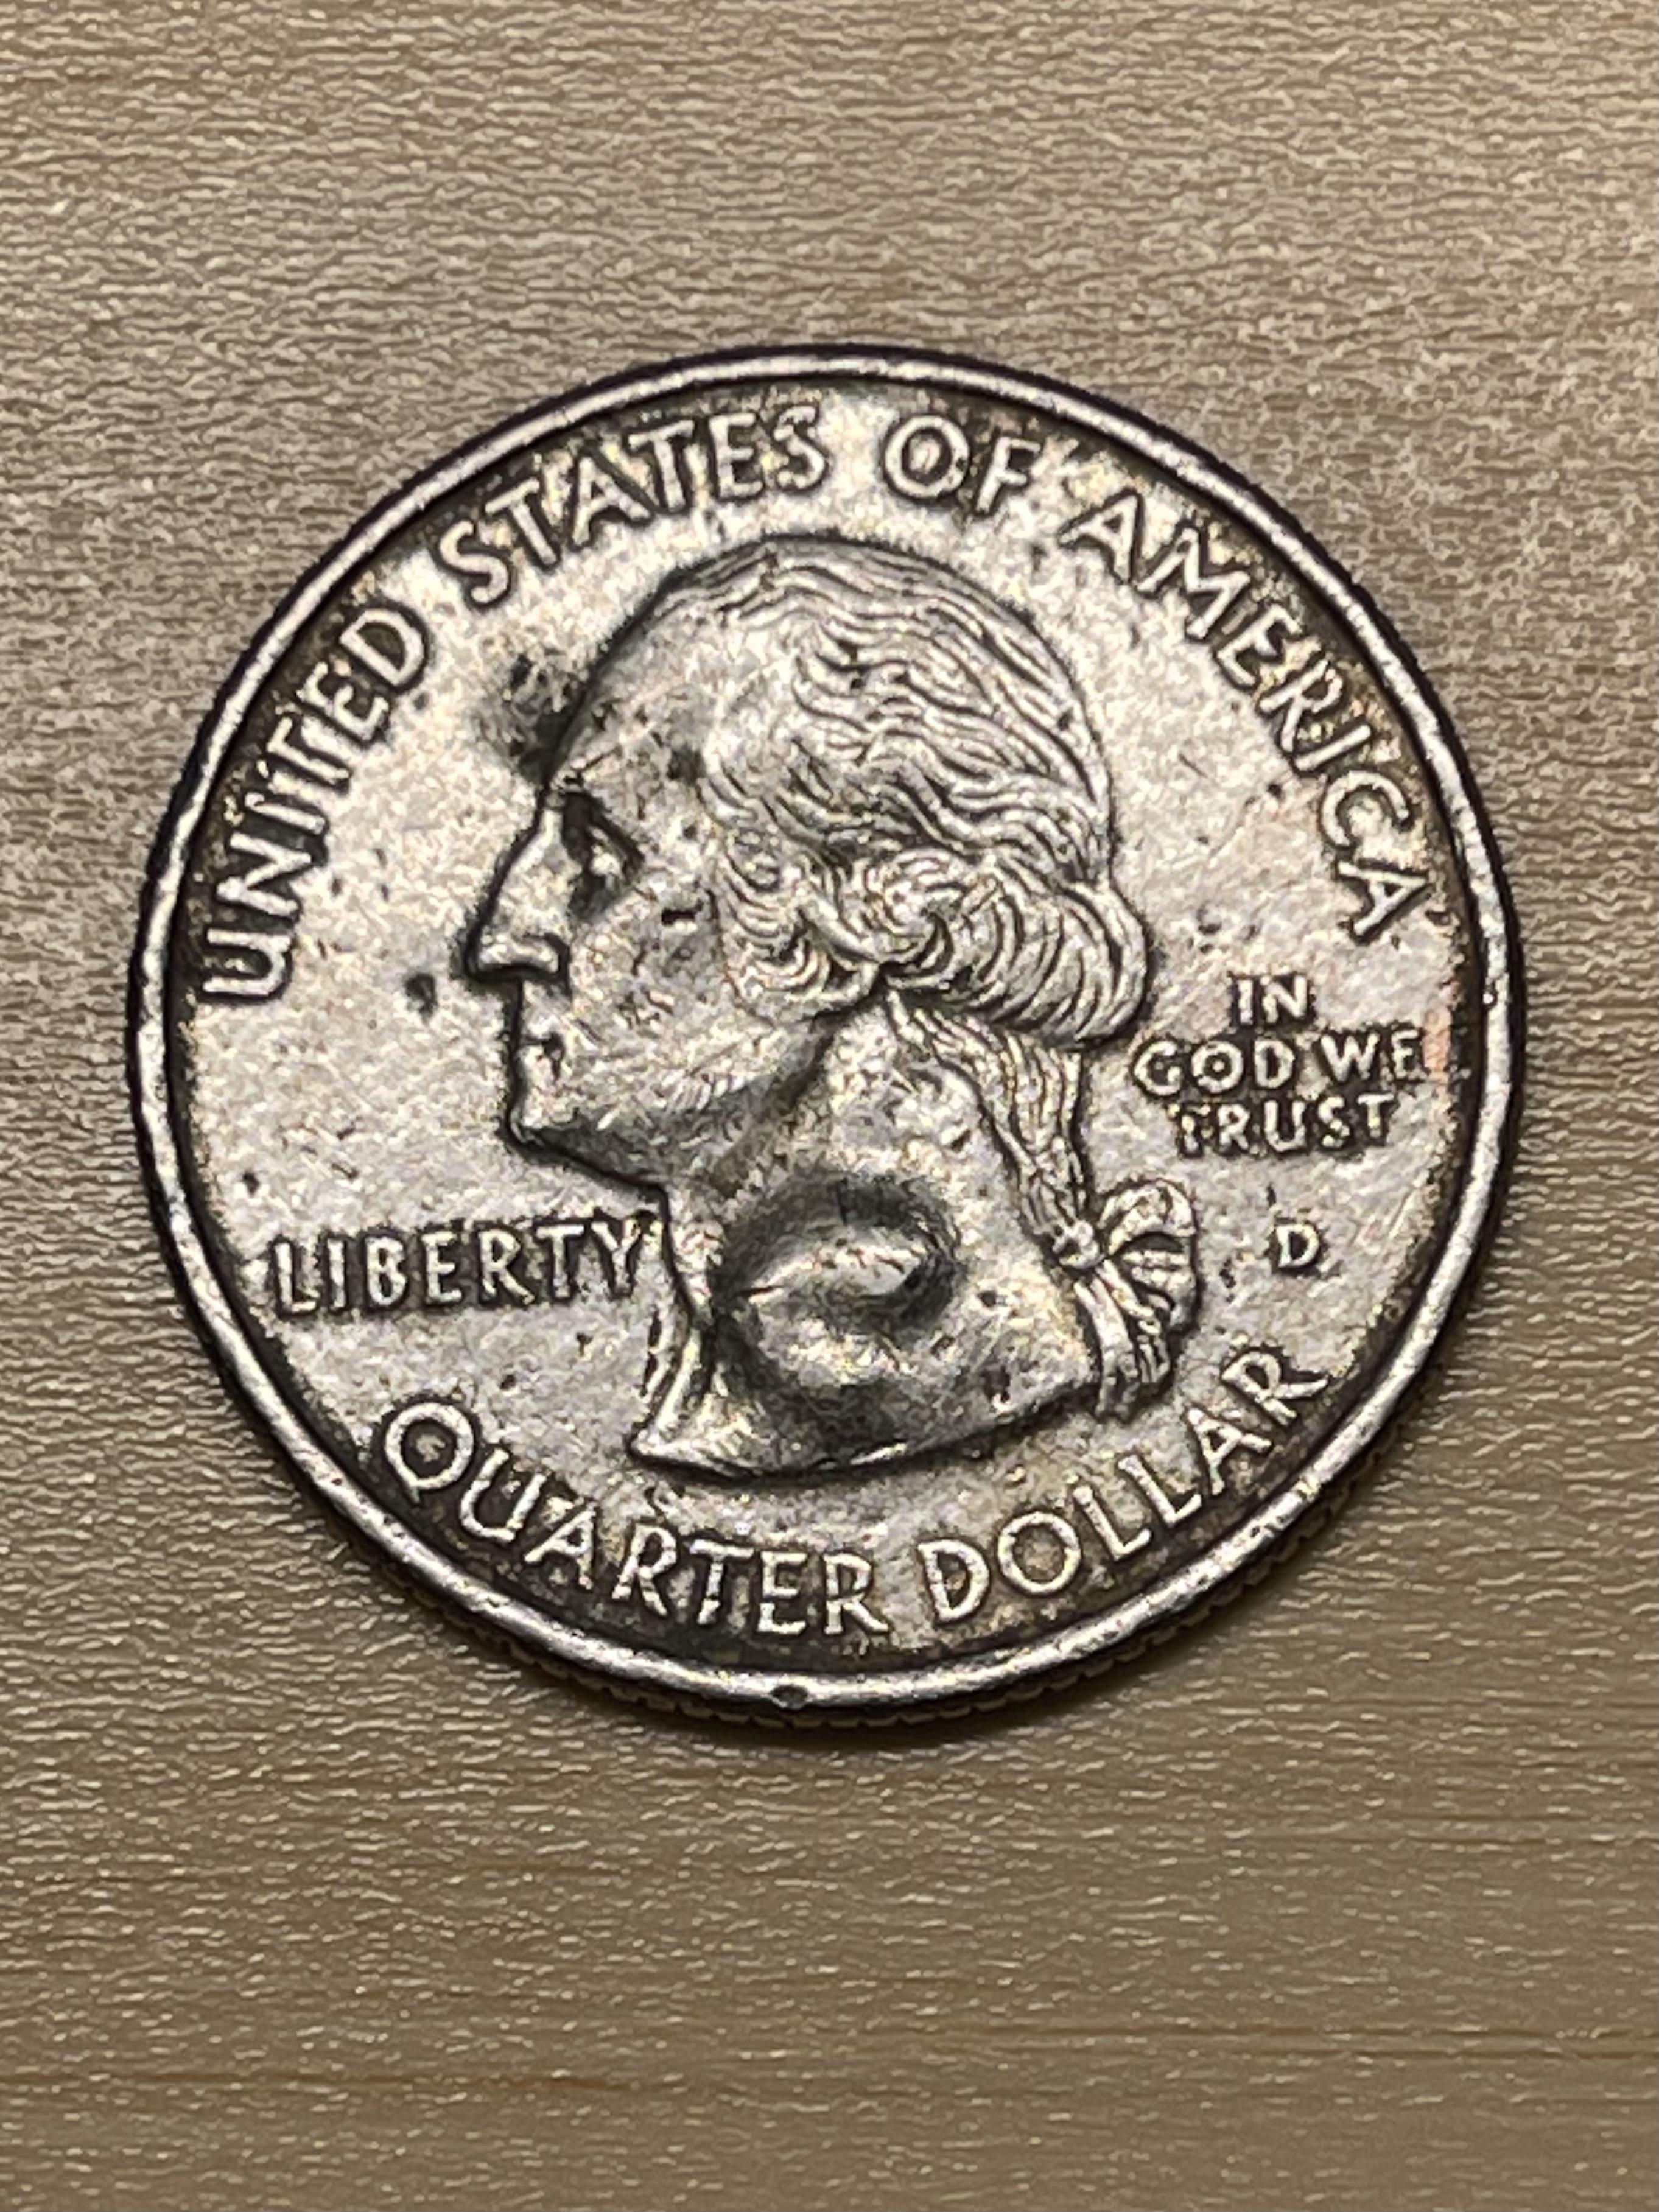 UNITED STATES OF AMERICA
IN
GOD WE
TRUST
LIBERTY
D
QUARTER DOLLAR